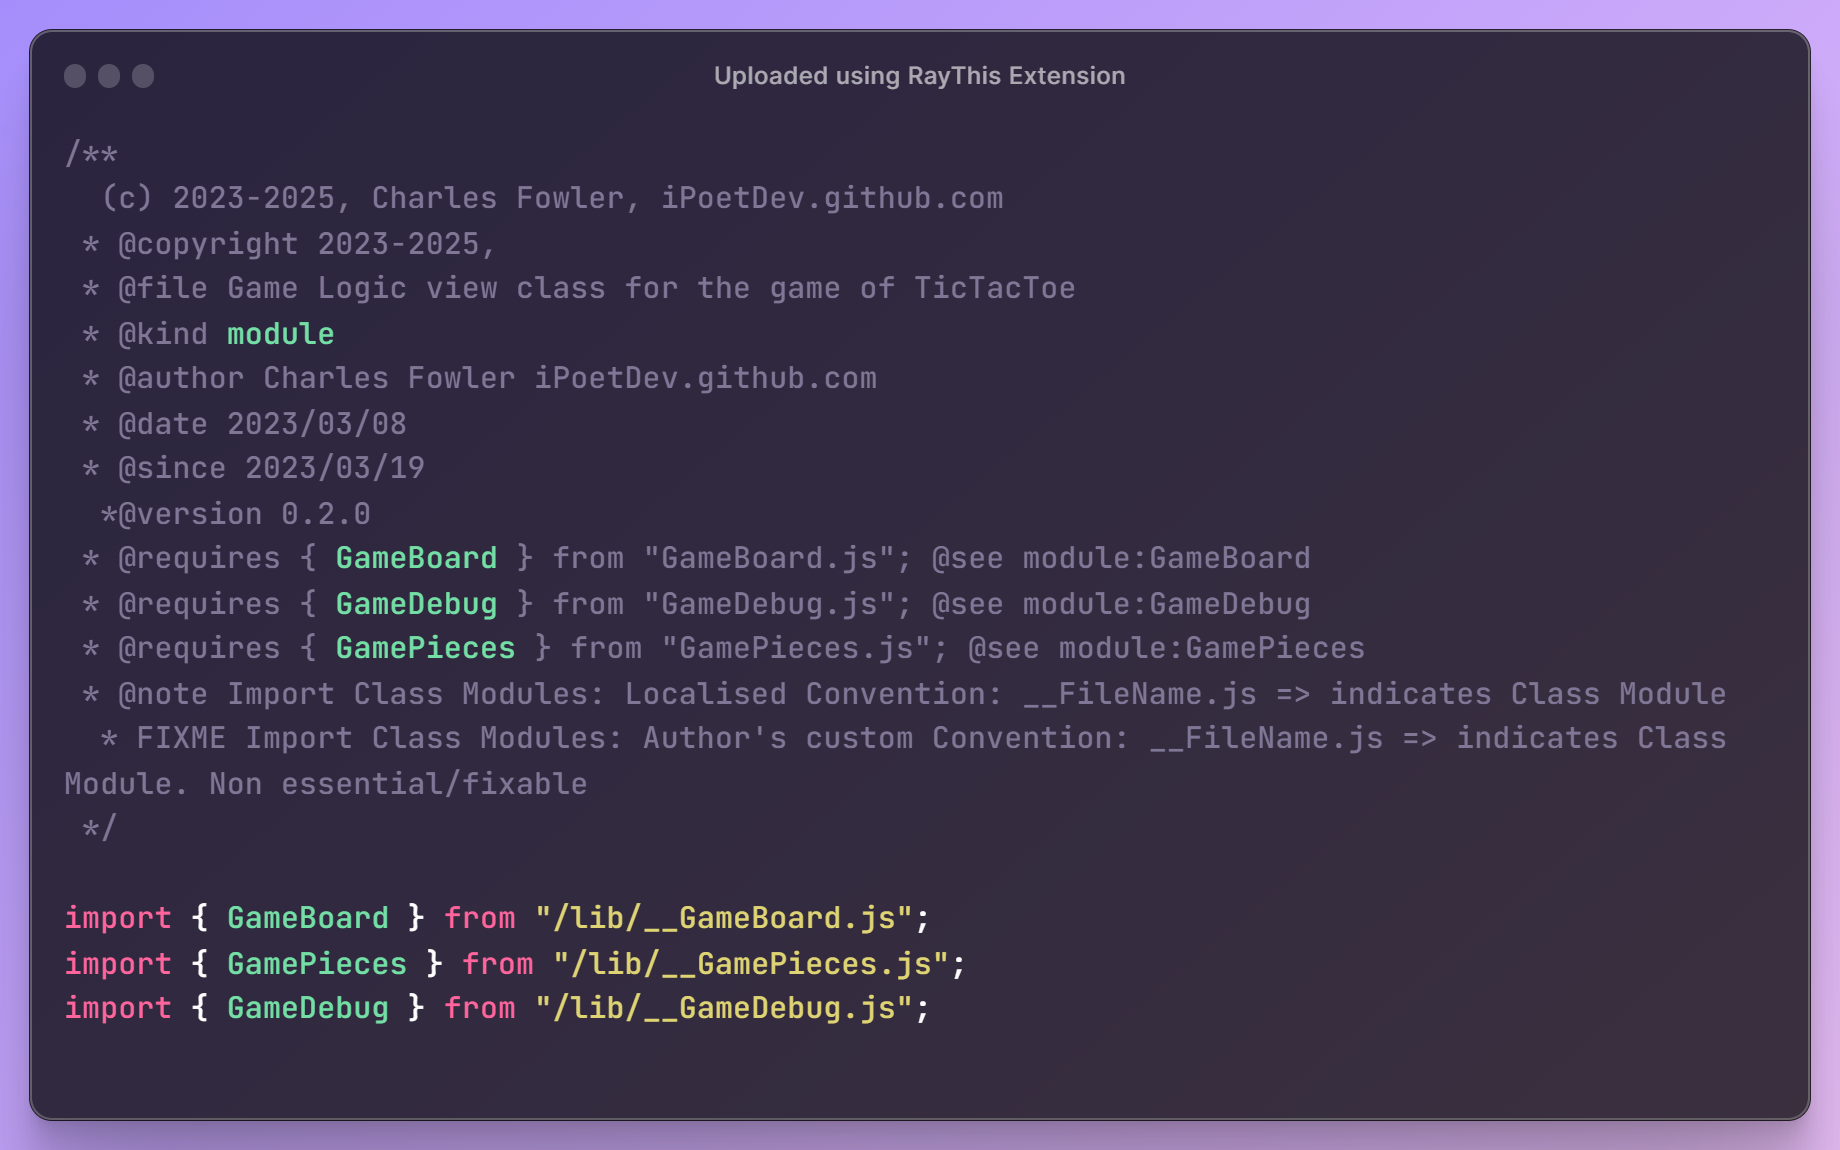 Uploaded using RayThis Extension
/**
  (c) 2023-2025, Charles Fowler, iPoetDev.github.com
 * @copyright 2023-2025,
 * @file Game Logic view class for the game of TicTacToe
 * @kind module
 * @author Charles Fowler iPoetDev.github.com
 * @date 2023/03/08
 * @since 2023/03/19
  *@version 0.2.0
 * @requires { GameBoard } from "GameBoard.js"; @see module:GameBoard
 * @requires { GameDebug } from "GameDebug.js"; @see module:GameDebug
 * @requires { GamePieces } from "GamePieces.js"; @see module:GamePieces
 * @note Import Class Modules: Localised Convention: __FileName.js => indicates Class Module
  * FIXME Import Class Modules: Author's custom Convention: __FileName.js => indicates Class
Module. Non essential/fixable
 */

import { GameBoard } from "/lib/__GameBoard.js";
import { GamePieces } from "/lib/__GamePieces.js";
import { GameDebug } from "/lib/__GameDebug.js";